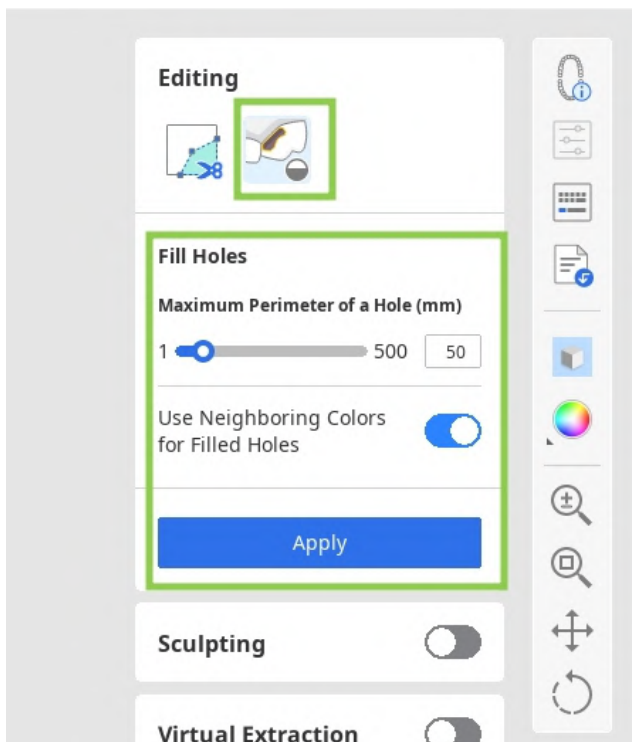 Editing
Fill Holes
Maximum Perimeter of a Hole (mm)
1 500 50
Use Neighboring Colors
for Filled Holes
Apply
Sculpting
Virtual Extraction